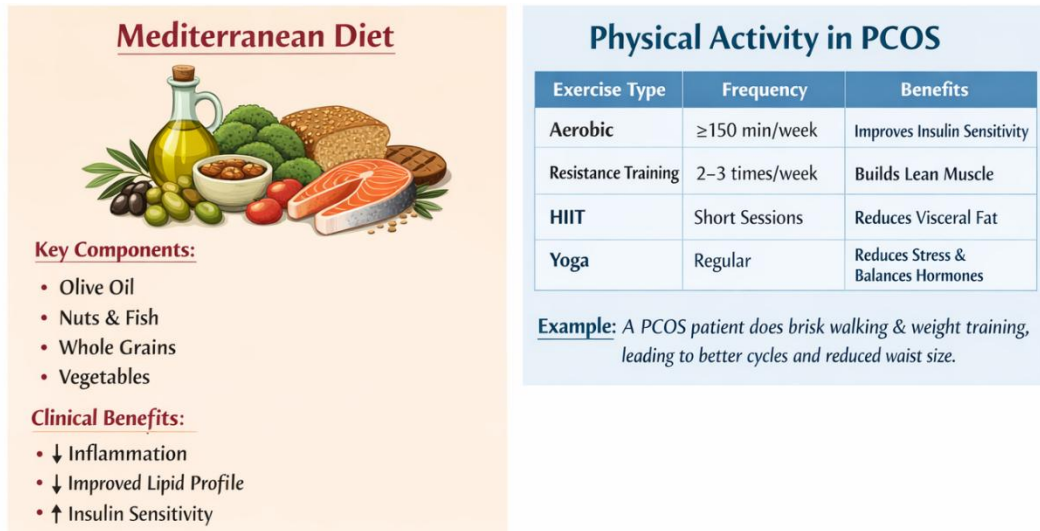 Mediterranean Diet
Key Components:
• Olive Oil
• Nuts & Fish
• Whole Grains
• Vegetables
Clinical Benefits:
• ↓ Inflammation
• ↓ Improved Lipid Profile
• ↑ Insulin Sensitivity
Physical Activity in PCOS
Exercise Type Frequency Benefits
Aerobic ≥150 min/week Improves Insulin Sensitivity
Resistance Training 2–3 times/week Builds Lean Muscle
HIIT Short Sessions Reduces Visceral Fat
Yoga Regular Reduces Stress &
Balances Hormones
Example: A PCOS patient does brisk walking & weight training,
leading to better cycles and reduced waist size.